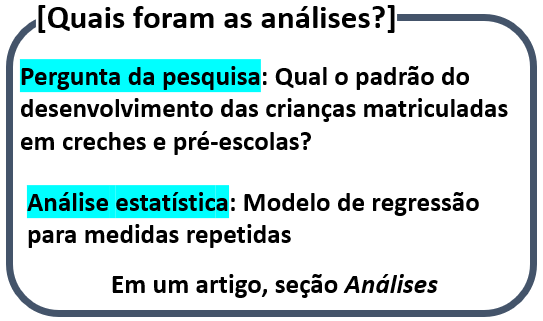 [Quais foram as análises?]
Pergunta da pesquisa: Qual o padrão do
desenvolvimento das crianças matriculadas
em creches e pré-escolas?
Análise estatística: Modelo de regressão
para medidas repetidas
Em um artigo, seção Análises